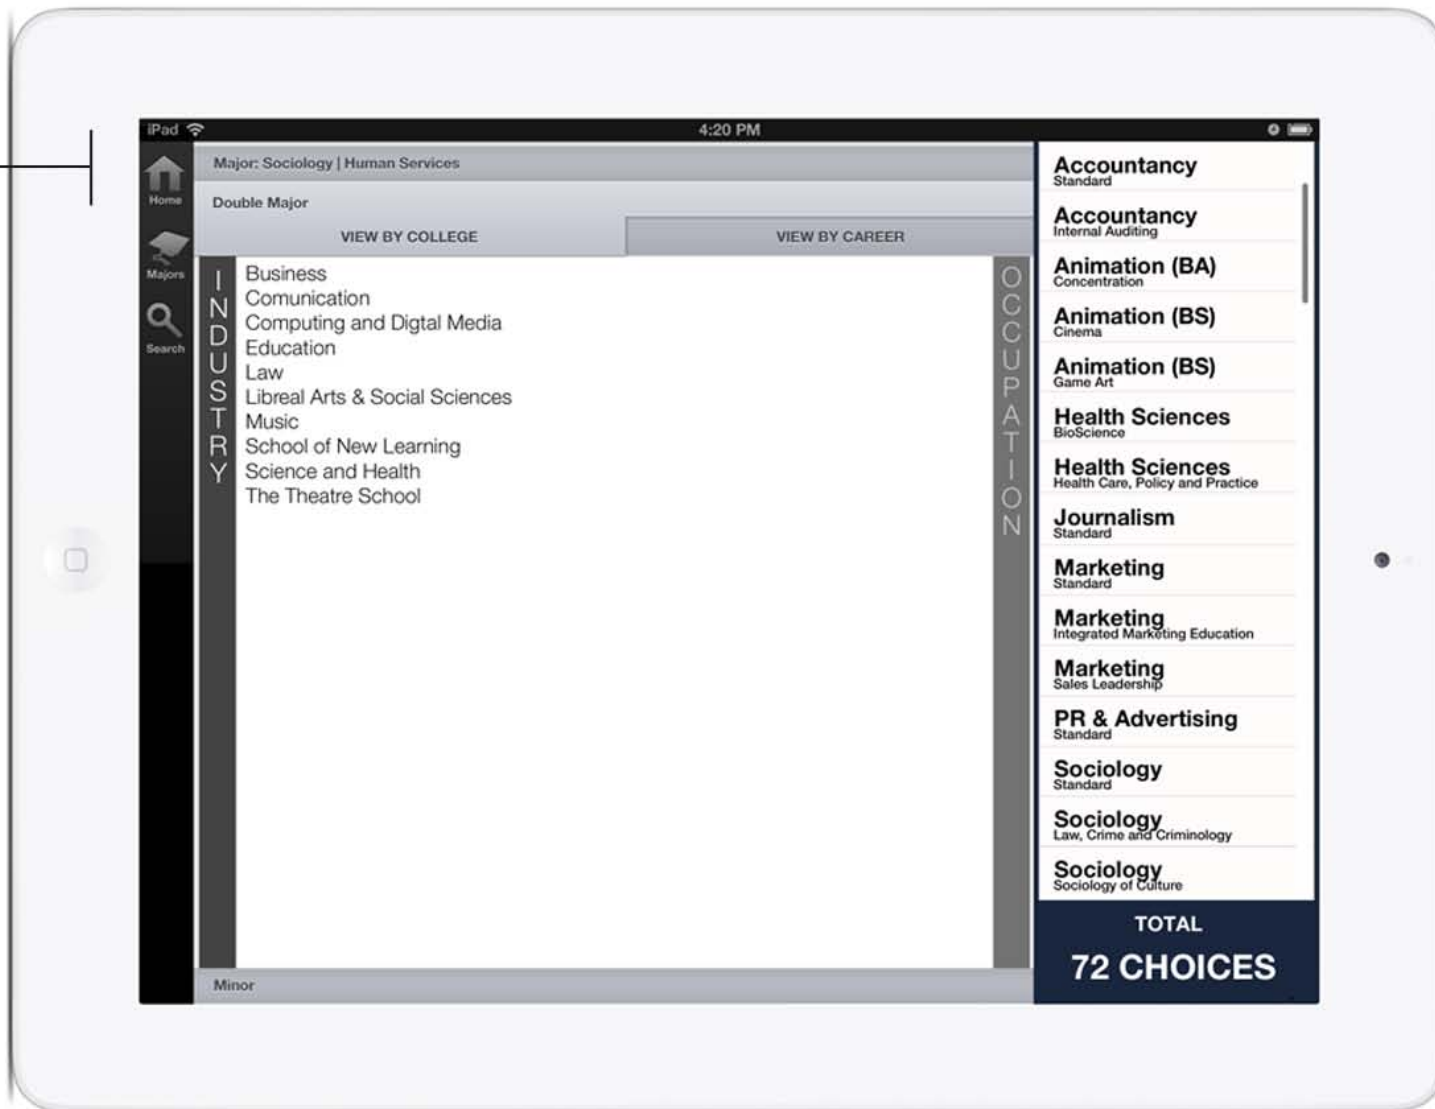 iPad
4:20 PM
Home
Majors
Search
Major: Sociology | Human Services
Double Major
VIEW BY COLLEGE
VIEW BY CAREER
INDUSTRY
Business
Comunication
Computing and Digtal Media
Education
Law
Libreal Arts & Social Sciences
Music
School of New Learning
Science and Health
The Theatre School
OCCUPATION
Minor
Accountancy
Standard
Accountancy
Internal Auditing
Animation (BA)
Concentration
Animation (BS)
Cinema
Animation (BS)
Game Art
Health Sciences
BioScience
Health Sciences
Health Care, Policy and Practice
Journalism
Standard
Marketing
Standard
Marketing
Integrated Marketing Education
Marketing
Sales Leadership
PR & Advertising
Standard
Sociology
Standard
Sociology
Law, Crime and Criminology
Sociology
Sociology of Culture
TOTAL
72 CHOICES